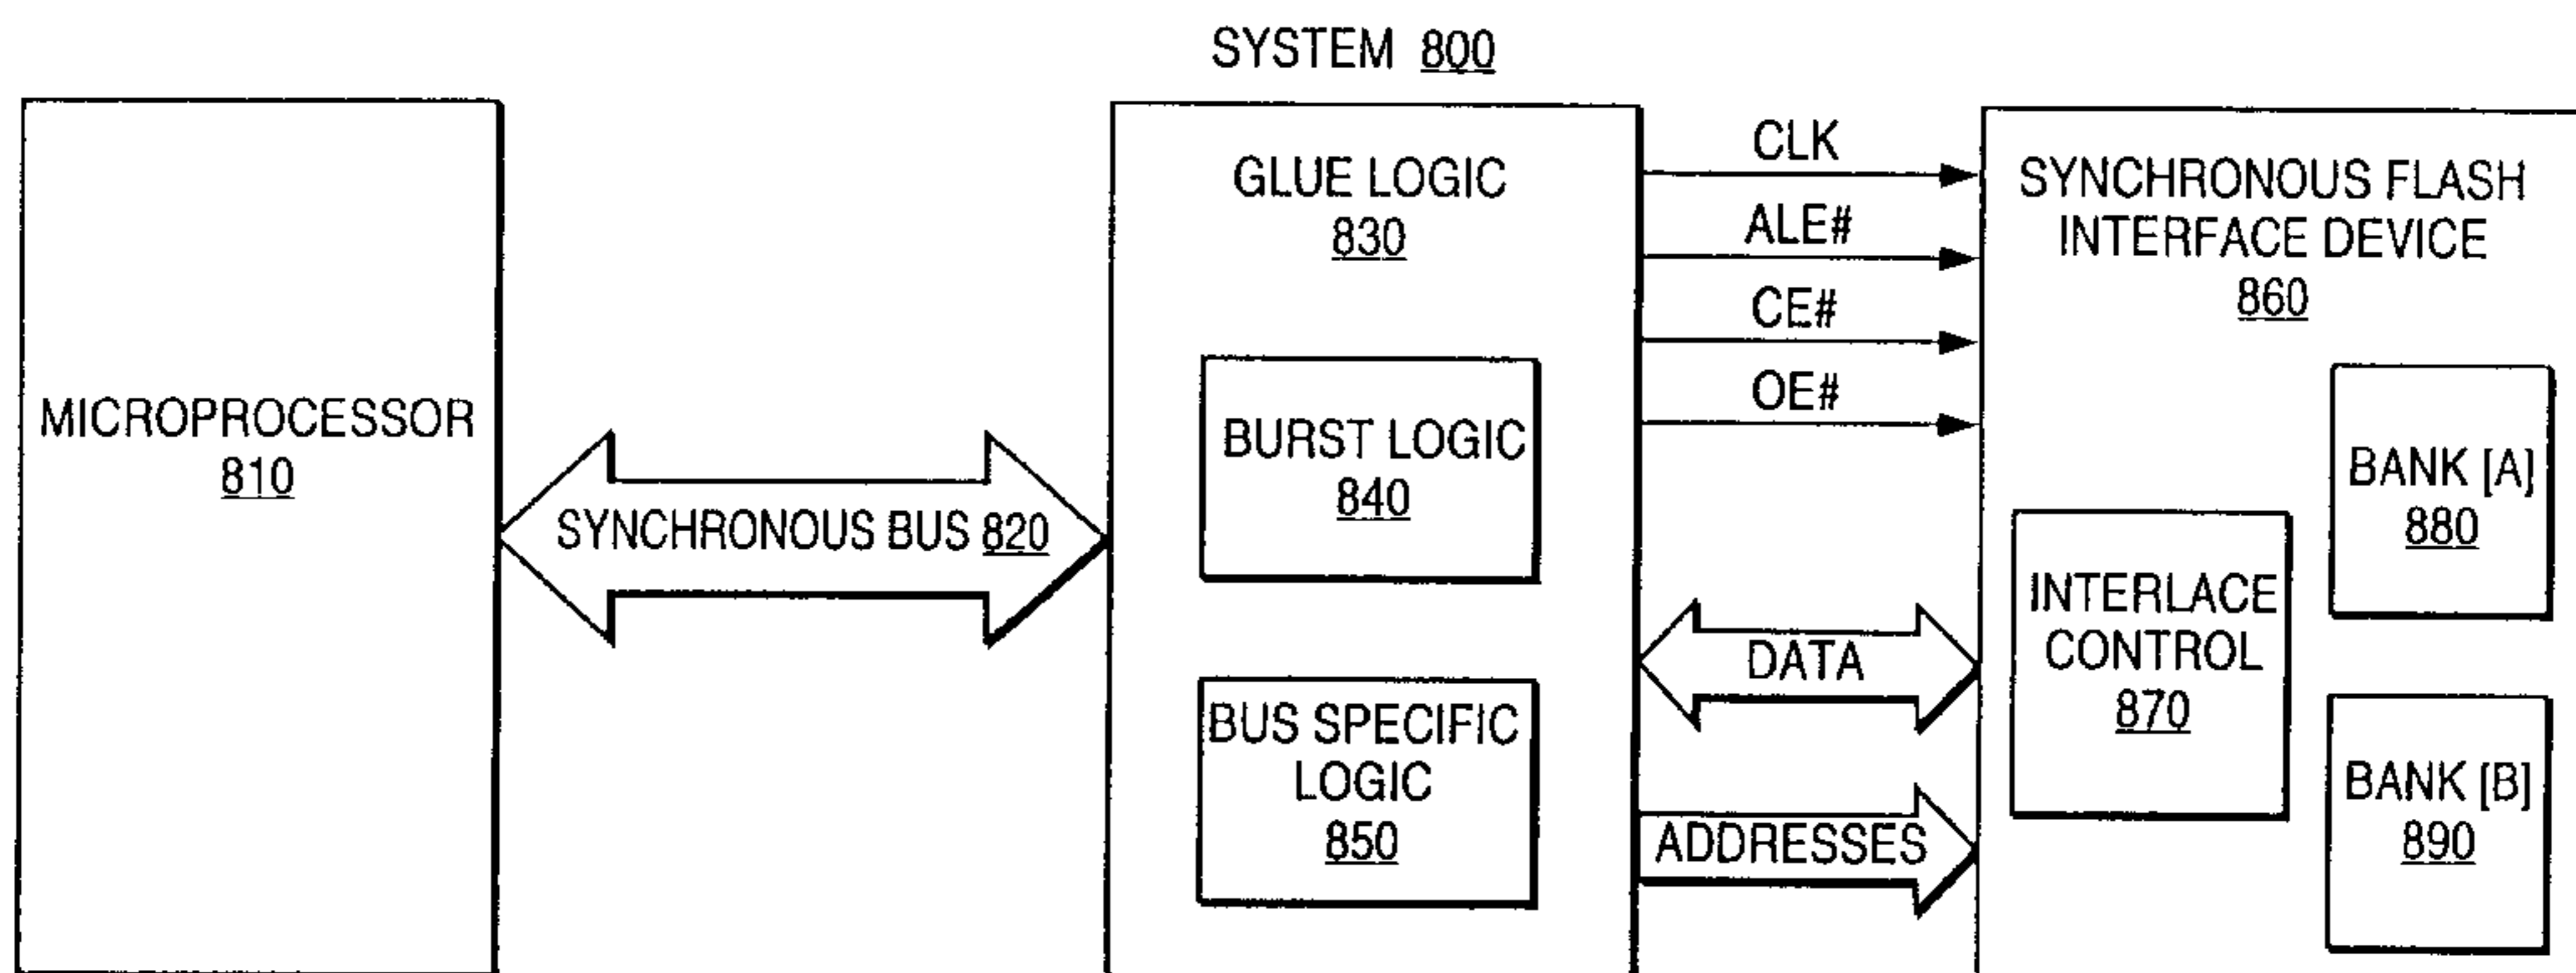 SYSTEM 800
MICROPROCESSOR
810
SYNCHRONOUS BUS 820
GLUE LOGIC
830
BURST LOGIC
840
BUS SPECIFIC
LOGIC
850
CLK
ALE#
CE#
OE#
DATA
ADDRESSES
SYNCHRONOUS FLASH
INTERFACE DEVICE
860
INTERLACE
CONTROL
870
BANK [A]
880
BANK [B]
890